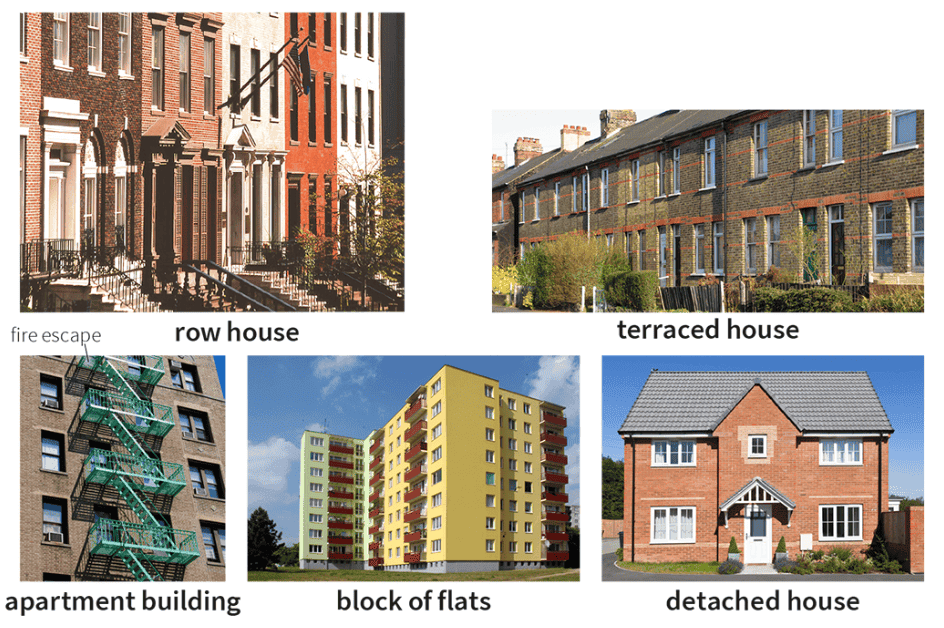 row house
terraced house
fire escape
apartment building
block of flats
detached house